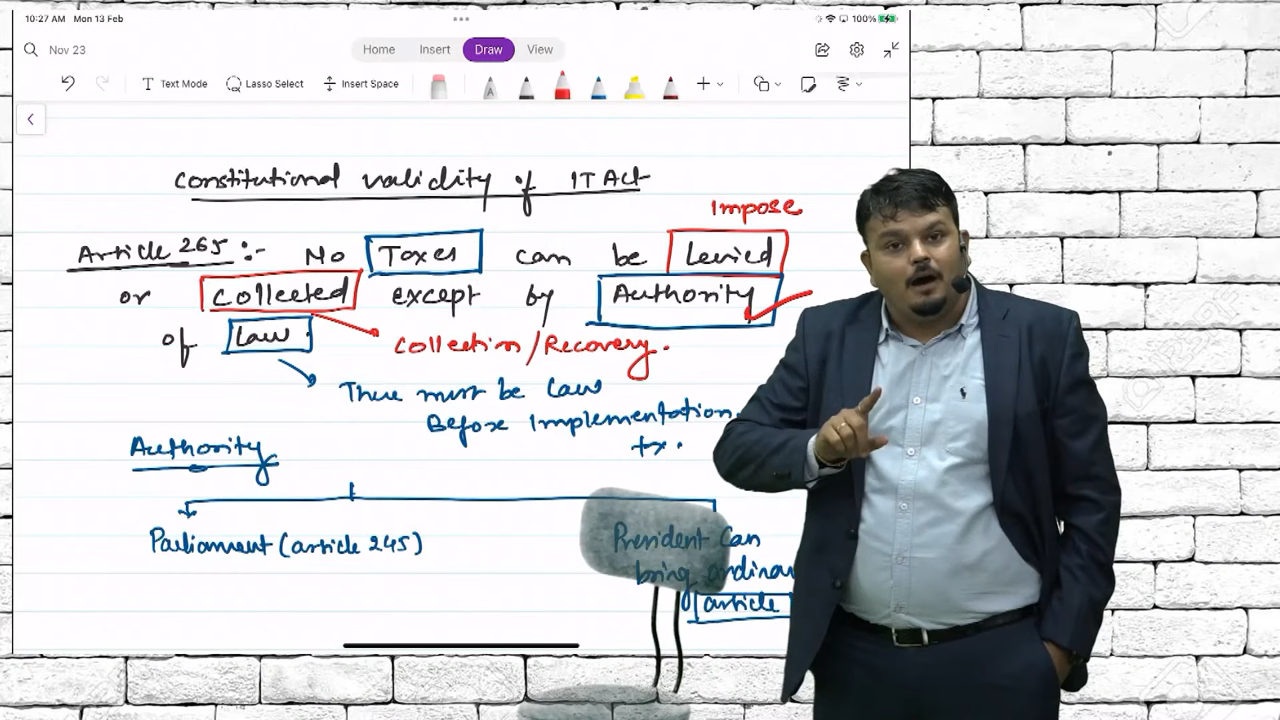 10:27 AM Mon 13 Feb
100%
Nov 23
Home Insert Draw View
Text Mode Lasso Select Insert Space
Constitutional validity of IT Act
Impose
Article 265 :- No Taxes can be Levied
or collected except by Authority
of Law.
Collection/Recovery.
There must be Law
Before Implementation
tx.
Authority
Parliament (article 245)
President Can
bring
(article